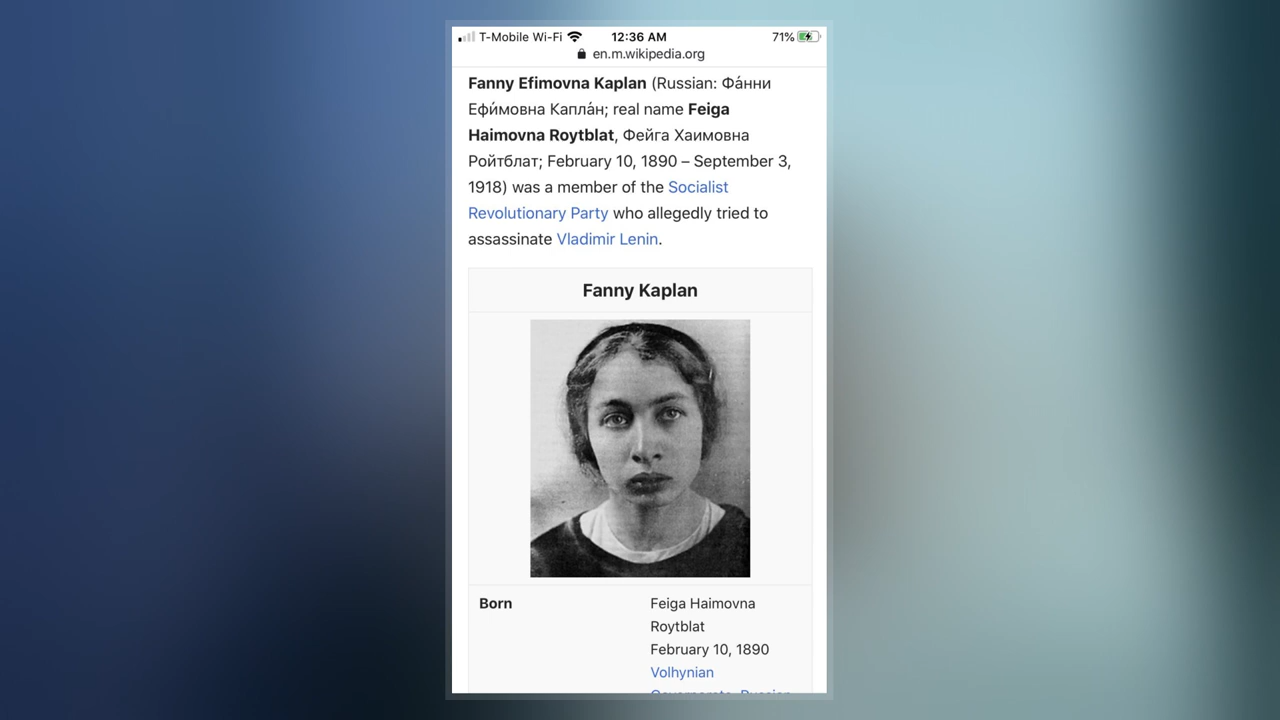 T-Mobile Wi-Fi 12:36 AM 71%
en.m.wikipedia.org
Fanny Efimovna Kaplan (Russian: Фа́нни
Ефи́мовна Капла́н; real name Feiga
Haimovna Roytblat, Фейга Хаимовна
Ройтблат; February 10, 1890 – September 3,
1918) was a member of the Socialist
Revolutionary Party who allegedly tried to
assassinate Vladimir Lenin.
Fanny Kaplan
Born Feiga Haimovna
Roytblat
February 10, 1890
Volhynian
Governorate, Russian